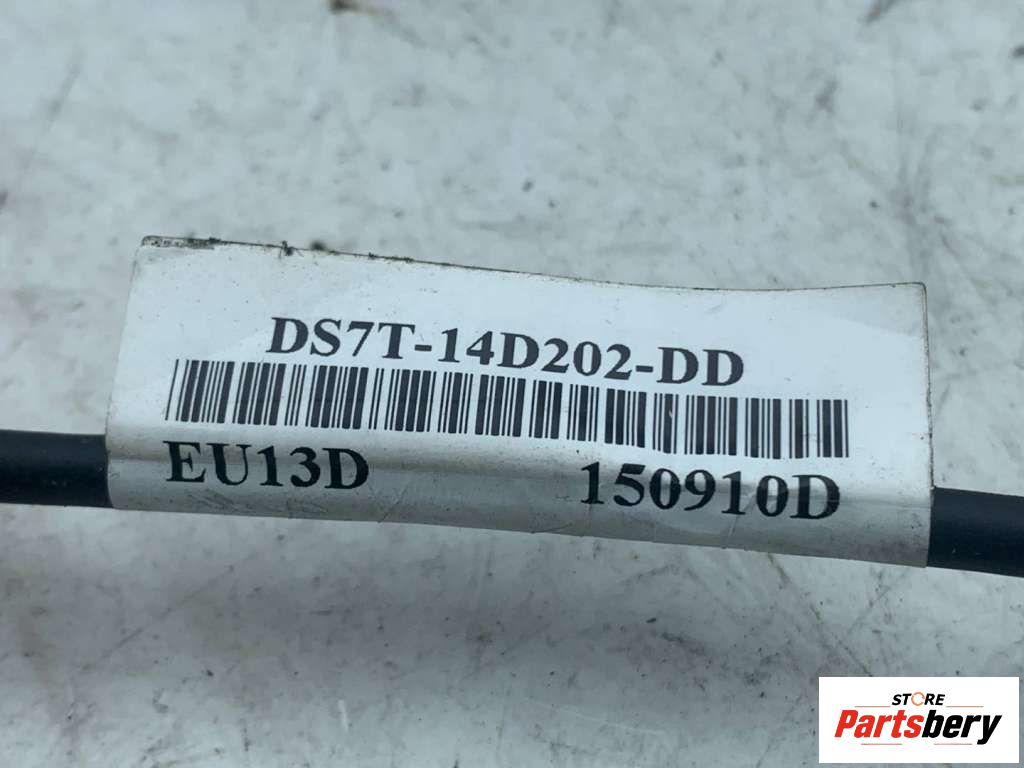 DS7T-14D202-DD
EU13D 150910D
STORE
Partsbery